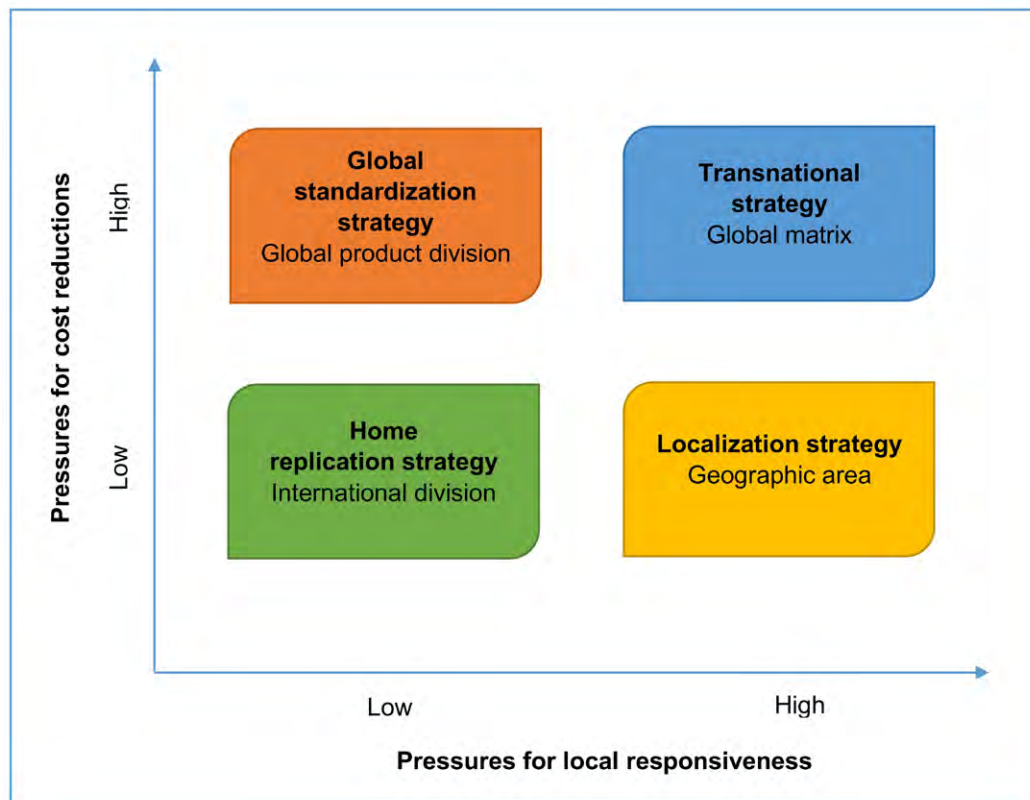 Pressures for cost reductions
High
Low
Global
standardization
strategy
Global product division
Transnational
strategy
Global matrix
Home
replication strategy
International division
Localization strategy
Geographic area
Low
High
Pressures for local responsiveness